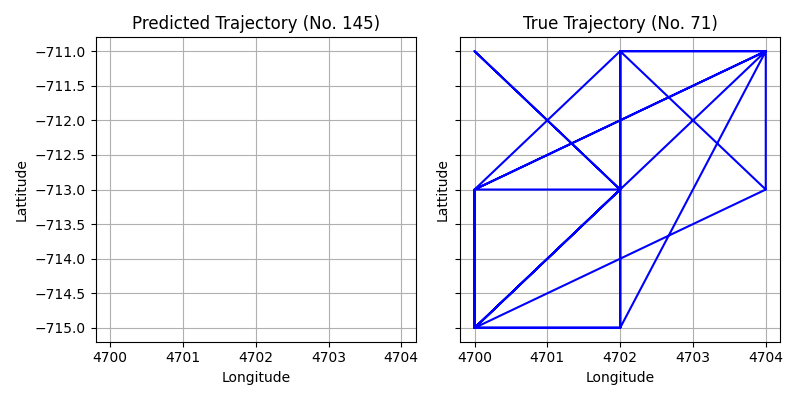 Predicted Trajectory (No. 145)
True Trajectory (No. 71)
Lattitude
−711.0
−711.5
−712.0
−712.5
−713.0
−713.5
−714.0
−714.5
−715.0
4700 4701 4702 4703 4704
Longitude
Lattitude
4700 4701 4702 4703 4704
Longitude